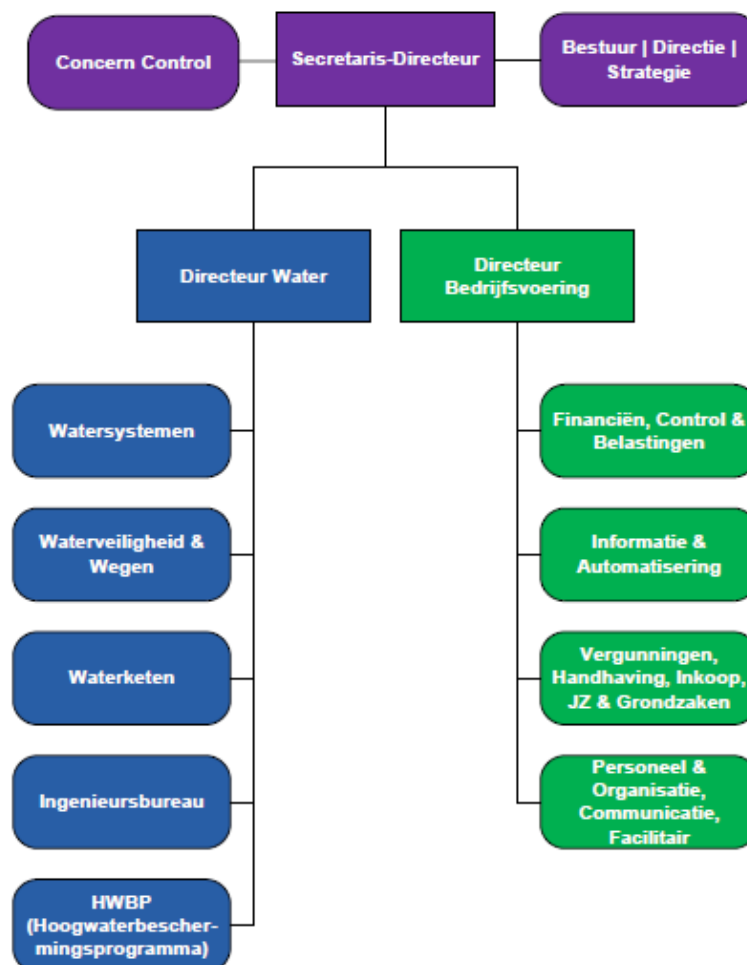 Concern Control
Secretaris-Directeur
Bestuur | Directie |
Strategie
Directeur Water
Directeur
Bedrijfsvoering
Watersystemen
Waterveiligheid &
Wegen
Waterketen
Ingenieursbureau
HWBP
(Hoogwaterbescher-
mingsprogramma)
Financiën, Control &
Belastingen
Informatie &
Automatisering
Vergunningen,
Handhaving, Inkoop,
JZ & Grondzaken
Personeel &
Organisatie,
Communicatie,
Facilitair